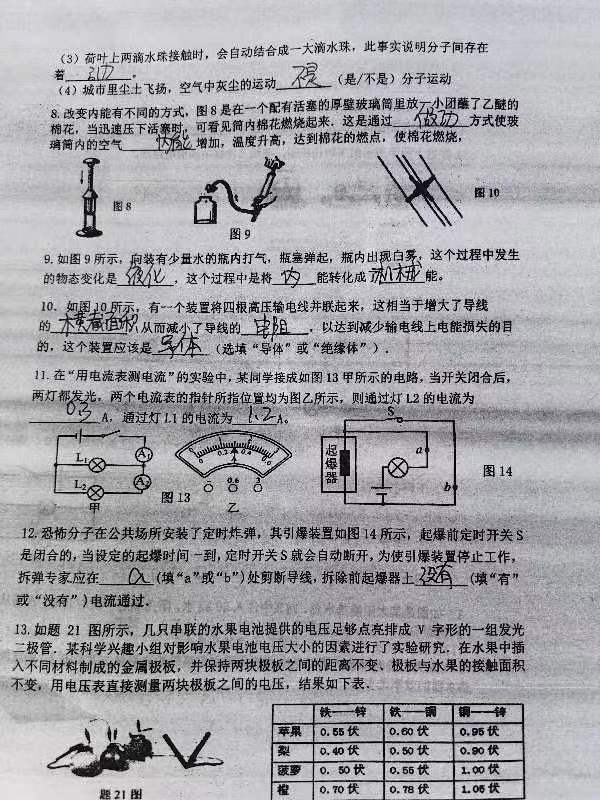 (3) 荷叶上两滴水珠接触时，会自动结合成一大滴水珠，此事实说明分子间存在
着 引力 。
(4) 城市里尘土飞扬，空气中灰尘的运动 （是/不是）分子运动
8.改变内能有不同的方式，图8是在一个配有活塞的厚壁玻璃筒里放一小团蘸了乙醚的
棉花，当迅速压下活塞时，可看见筒内棉花燃烧起来，这是通过 做功 方式使玻
璃筒内的空气 内能 增加，温度升高，达到棉花的燃点，使棉花燃烧，
图8
图9
图10
9.如图9所示，向装有少量水的瓶内打气，瓶塞弹起，瓶内出现白雾，这个过程中发生
的物态变化是 液化 ，这个过程中是将 内 能转化成 机械 能。
10．如图10所示，有一个装置将四根高压输电线并联起来，这相当于增大了导线
的 横截面积 ,从而减小了导线的 电阻 ，以达到减少输电线上电能损失的目
的，这个装置应该是 导体 （选填“导体”或“绝缘体”）．
11.在“用电流表测电流”的实验中，某同学接成如图13甲所示的电路，当开关闭合后，
两灯都发光，两个电流表的指针所指位置均为图乙所示，则通过灯L2的电流为
0.3 A，通过灯L1的电流为 1.2 A。
L₁ A₁
L₂ A₂
甲
图13
0 0.2 0.4
A
- 0.6 3
乙
S
起爆器
a
b
图14
12.恐怖分子在公共场所安装了定时炸弹，其引爆装置如图14所示，起爆前定时开关S
是闭合的，当设定的起爆时间一到，定时开关S就会自动断开，为使引爆装置停止工作，
拆弹专家应在 a (填“a”或“b”)处剪断导线，拆除前起爆器上 没有 (填“有”
或“没有”)电流通过．
13.如题 21 图所示，几只串联的水果电池提供的电压足够点亮排成 V 字形的一组发光
二极管．某科学兴趣小组对影响水果电池电压大小的因素进行了实验研究．在水果中插
入不同材料制成的金属极板，并保持两块极板之间的距离不变、极板与水果的接触面积
不变，用电压表直接测量两块极板之间的电压，结果如下表．
铁——锌 铁——铜 铜——锌
苹果 0.55伏 0.60伏 0.95伏
梨 0.40伏 0.50伏 0.90伏
菠萝 0.50伏 0.55伏 1.00伏
橙 0.70伏 0.78伏 1.05伏
题21图